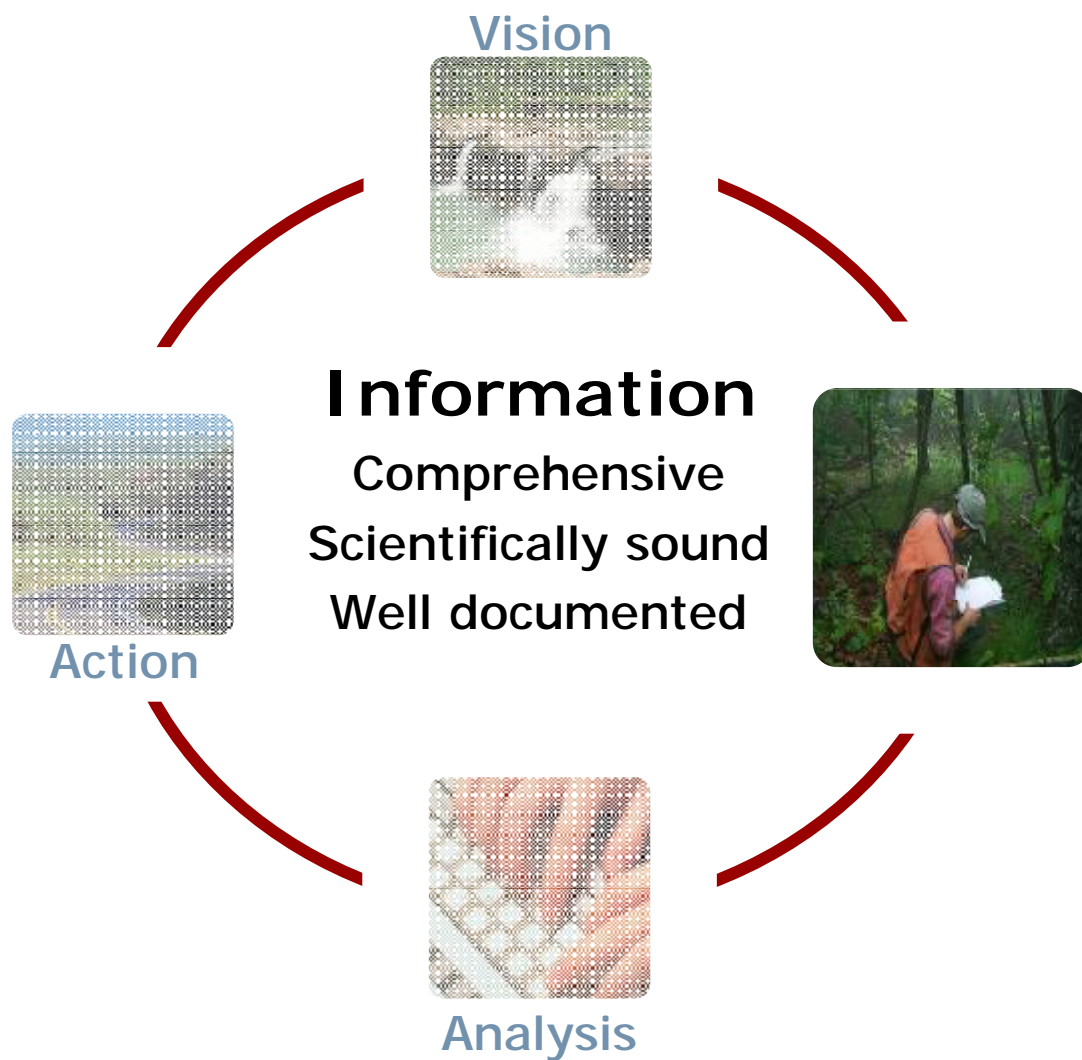 Vision
Information
Comprehensive
Scientifically sound
Well documented
Action
Analysis